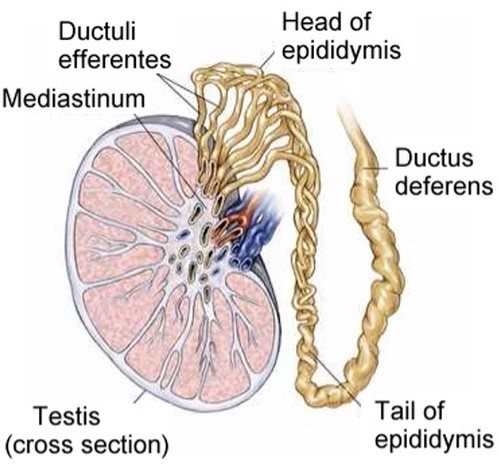 Ductuli
efferentes
Head of
epididymis
Mediastinum
Ductus
deferens
Testis
(cross section)
Tail of
epididymis